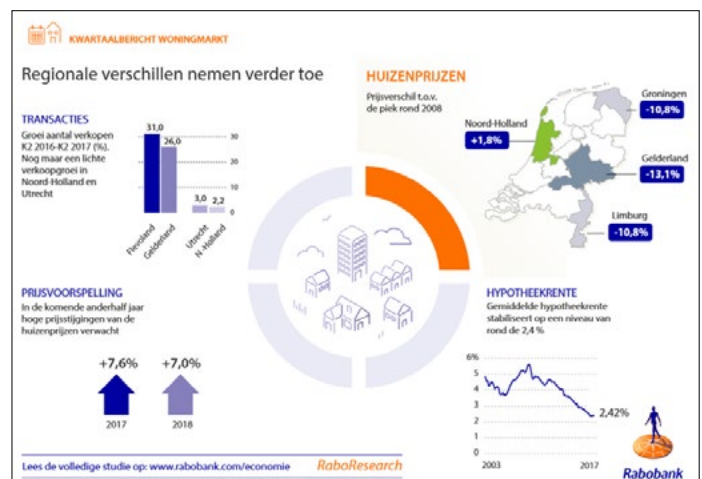 KWARTAALBERICHT WONINGMARKT
Regionale verschillen nemen verder toe
TRANSACTIES
Groei aantal verkopen
K2 2016-K2 2017 (%).
Nog maar een lichte
verkoopgroei in
Noord-Holland en
Utrecht
31,0
26,0
3,0
2,2
30
20
10
0
Flevoland
Gelderland
Utrecht
N-Holland
HUIZENPRIJZEN
Prijsverschil t.o.v.
de piek rond 2008
Noord-Holland
+1,8%
Groningen
-10,8%
Gelderland
-13,1%
Limburg
-10,8%
PRIJSVOORSPELLING
In de komende anderhalf jaar
hoge prijsstijgingen van de
huizenprijzen verwacht
+7,6%
+7,0%
2017
2018
HYPOTHEEKRENTE
Gemiddelde hypotheekrente
stabiliseert op een niveau van
rond de 2,4 %
6%
5
4
3
2
1
0
2,42%
2003
2017
Lees de volledige studie op: www.rabobank.com/economie
RaboResearch
Rabobank